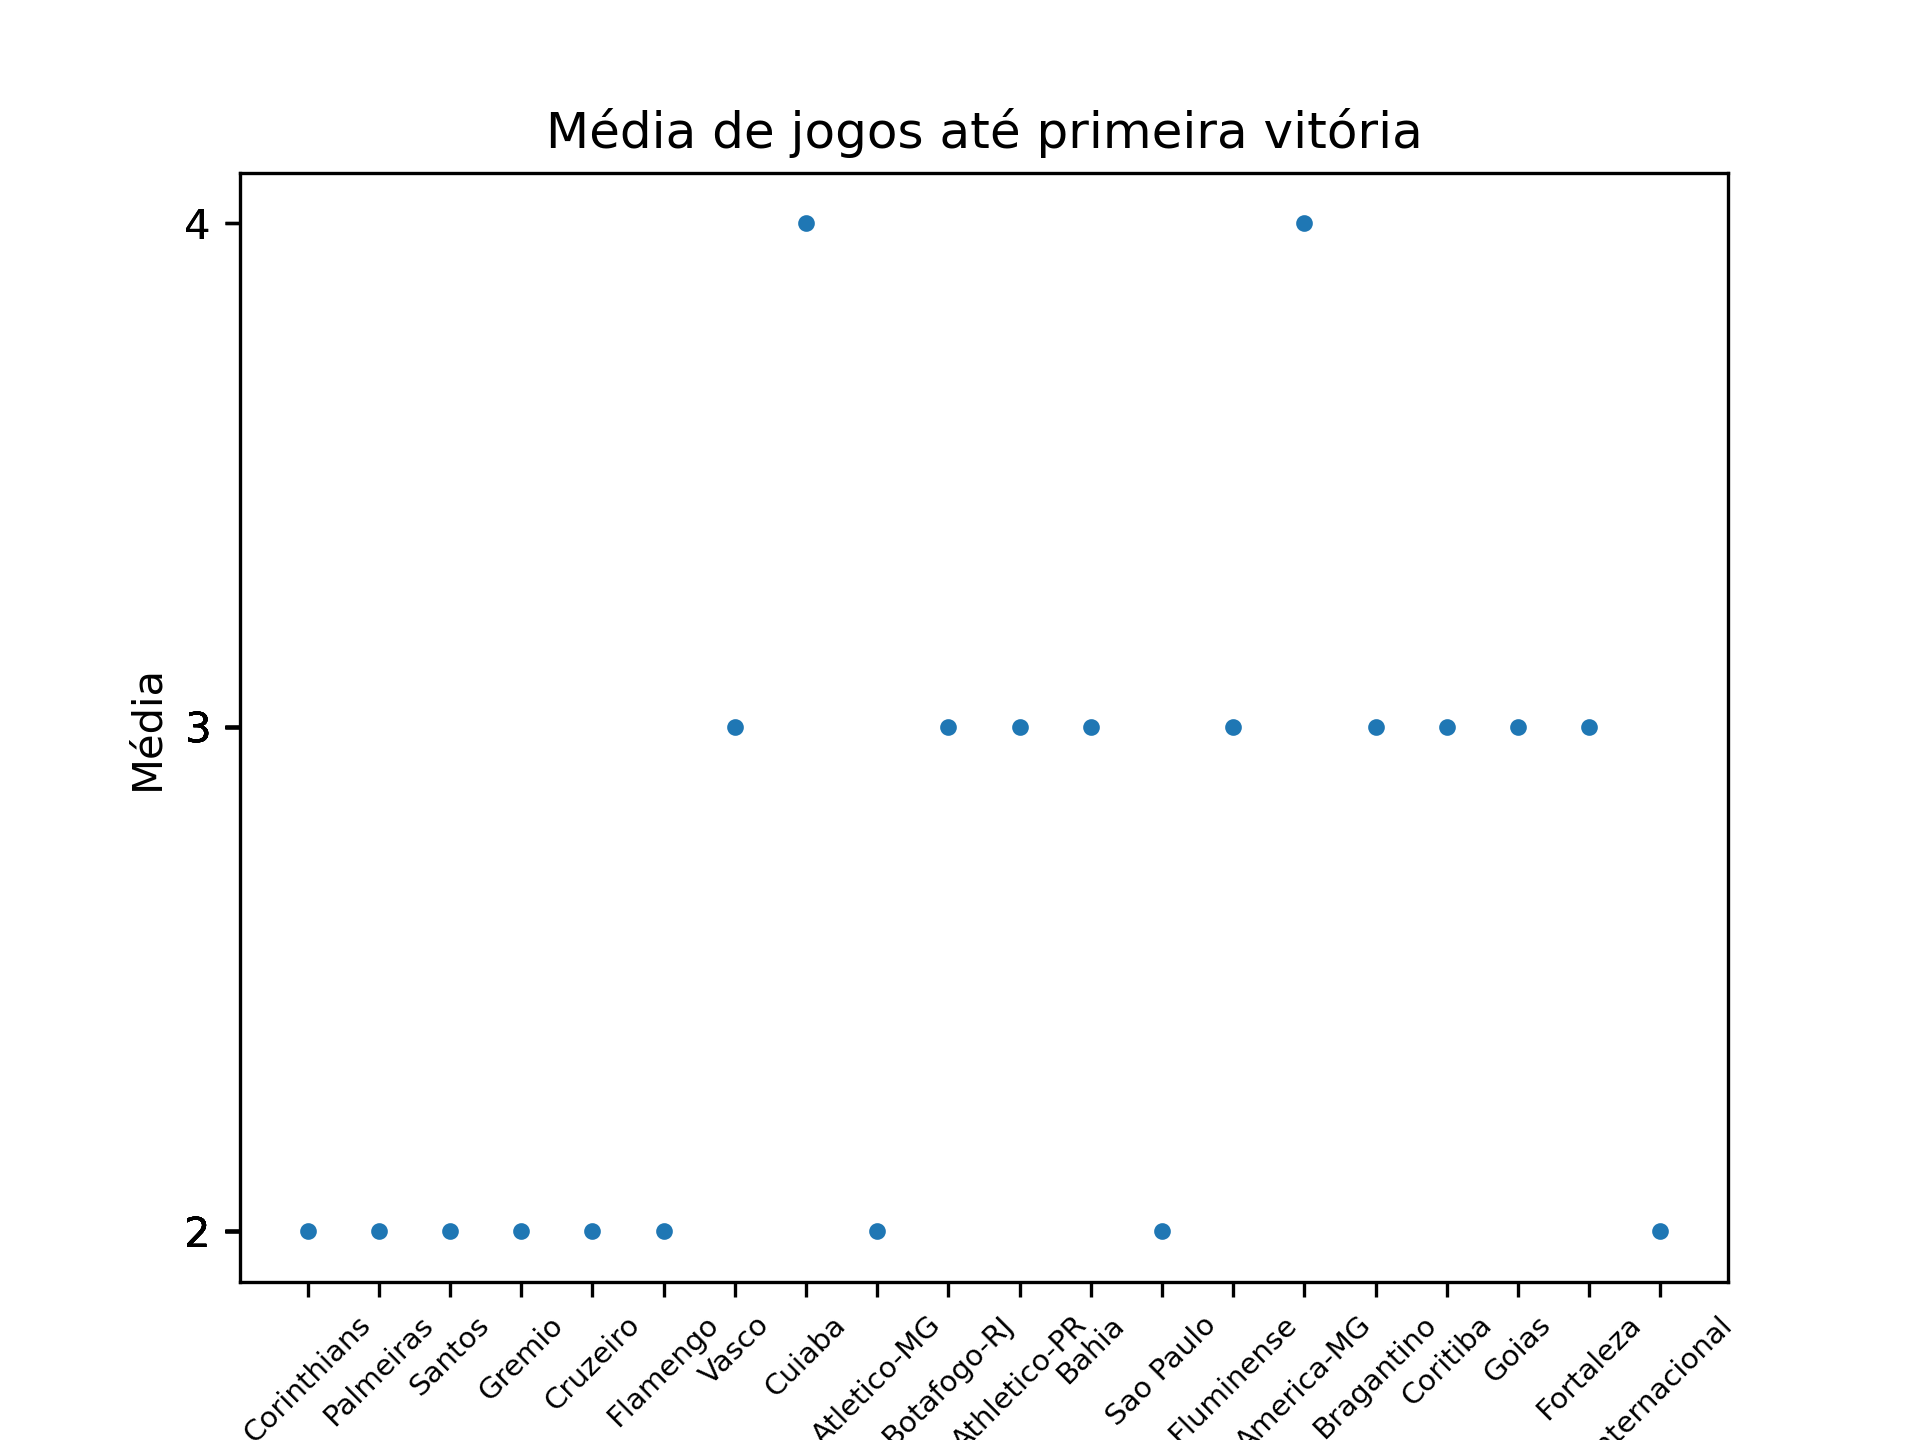 Média de jogos até primeira vitória
4
3
2
Média
Corinthians
Palmeiras
Santos
Gremio
Cruzeiro
Flamengo
Vasco
Cuiaba
Atletico-MG
Botafogo-RJ
Athletico-PR
Bahia
Sao Paulo
Fluminense
America-MG
Bragantino
Coritiba
Goias
Fortaleza
nternacional